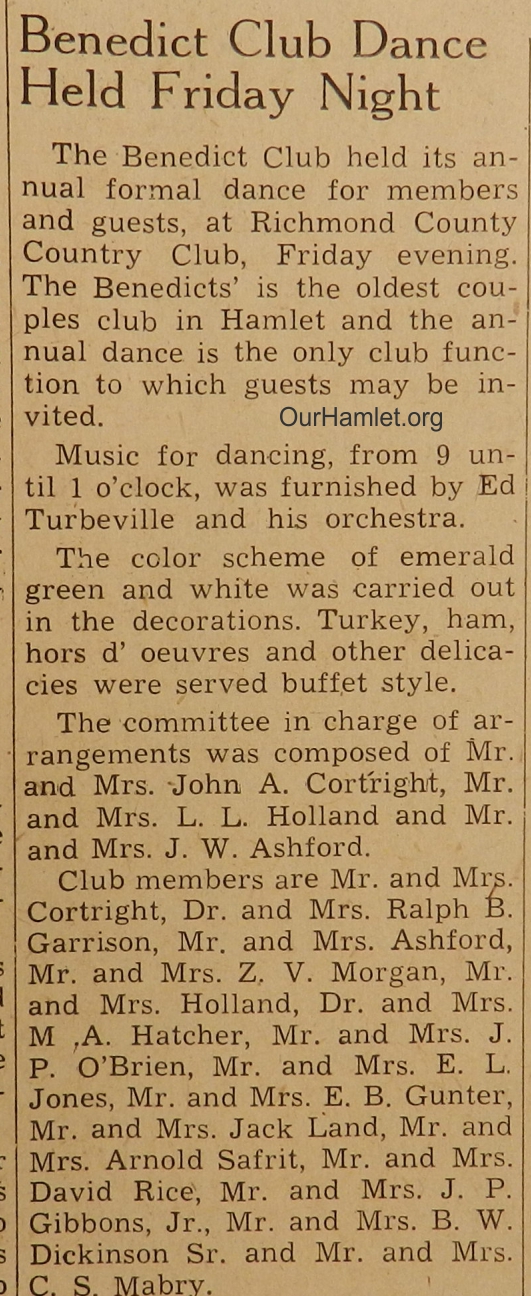 Benedict Club Dance
Held Friday Night
The Benedict Club held its an-
nual formal dance for members
and guests, at Richmond County
Country Club, Friday evening.
The Benedicts' is the oldest cou-
ples club in Hamlet and the an-
nual dance is the only club func-
tion to which guests may be in-
vited.
OurHamlet.org
Music for dancing, from 9 un-
til 1 o'clock, was furnished by Ed
Turbeville and his orchestra.
The color scheme of emerald
green and white was carried out
in the decorations. Turkey, ham,
hors d' oeuvres and other delica-
cies were served buffet style.
The committee in charge of ar-
rangements was composed of Mr.
and Mrs. John A. Cortright, Mr.
and Mrs. L. L. Holland and Mr.
and Mrs. J. W. Ashford.
Club members are Mr. and Mrs.
Cortright, Dr. and Mrs. Ralph B.
Garrison, Mr. and Mrs. Ashford,
Mr. and Mrs. Z. V. Morgan, Mr.
and Mrs. Holland, Dr. and Mrs.
M ,A. Hatcher, Mr. and Mrs. J.
P. O'Brien, Mr. and Mrs. E. L.
Jones, Mr. and Mrs. E. B. Gunter,
Mr. and Mrs. Jack Land, Mr. and
Mrs. Arnold Safrit, Mr. and Mrs.
David Rice, Mr. and Mrs. J. P.
Gibbons, Jr., Mr. and Mrs. B. W.
Dickinson Sr. and Mr. and Mrs.
C. S. Mabry.